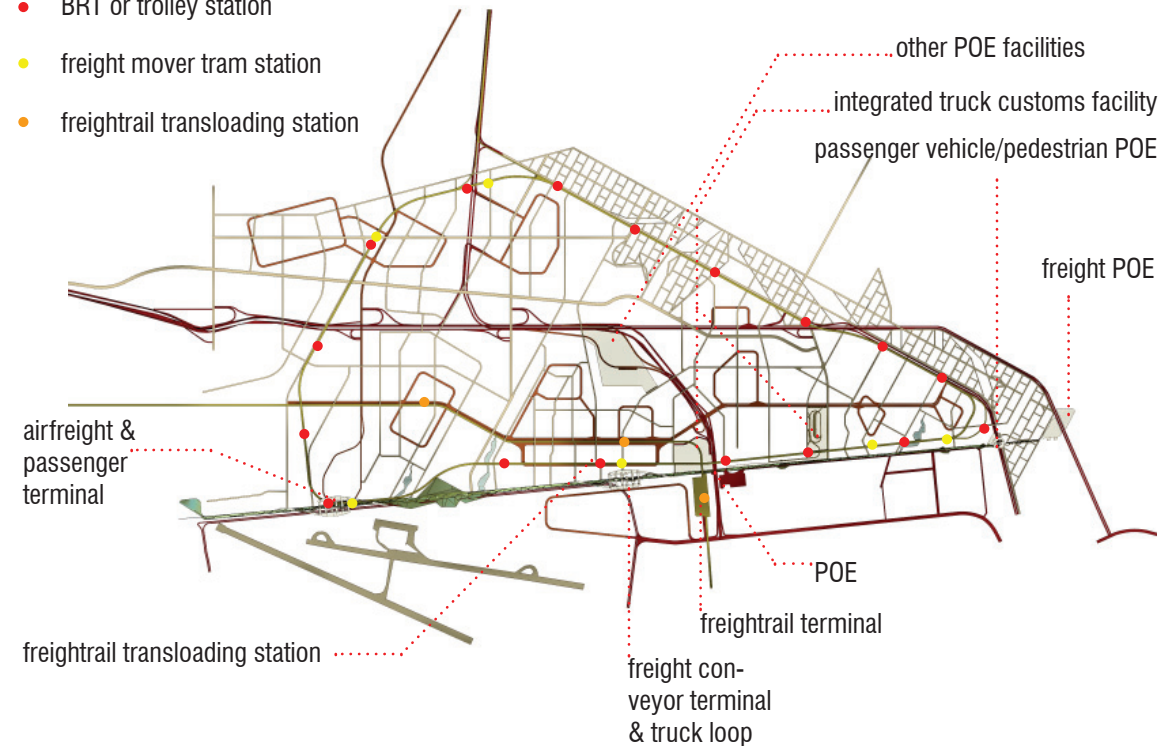 BRT or trolley station
freight mover tram station
freightrail transloading station
other POE facilities
integrated truck customs facility
passenger vehicle/pedestrian POE
freight POE
airfreight &
passenger
terminal
POE
freightrail terminal
freightrail transloading station
freight con-
veyor terminal
& truck loop